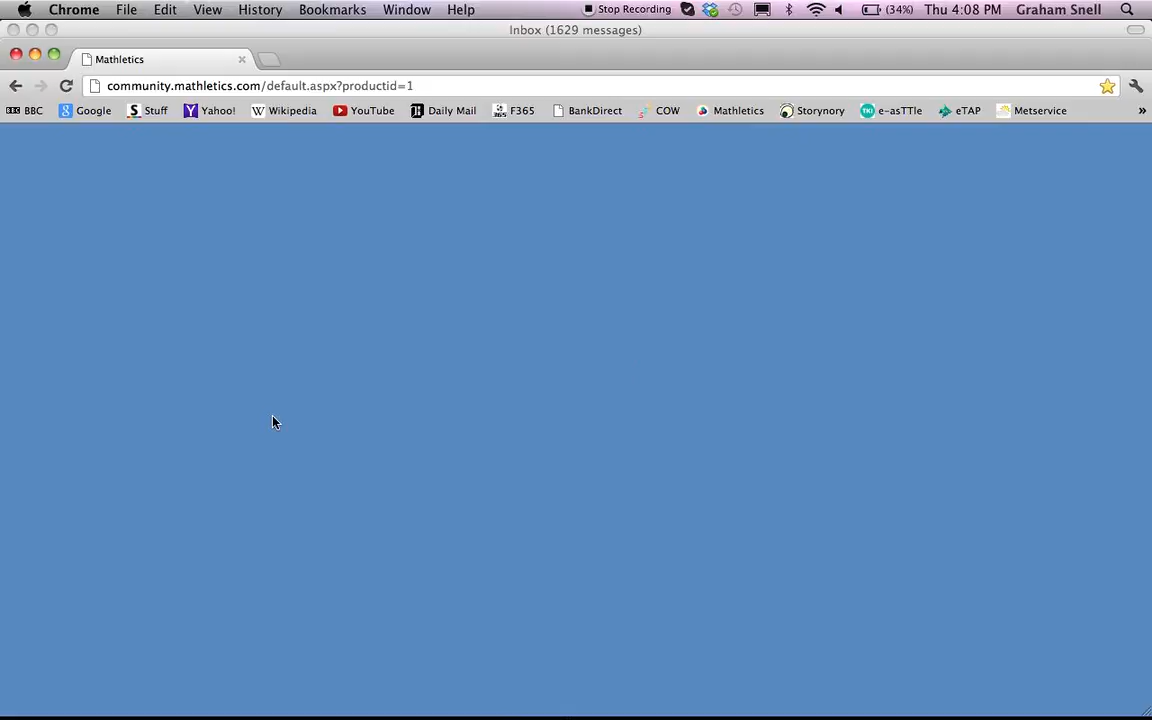 Chrome File Edit View History Bookmarks Window Help Stop Recording (34%) Thu 4:08 PM Graham Snell
Inbox (1629 messages)
Mathletics
community.mathletics.com/default.aspx?productid=1
BBC Google Stuff Yahoo! Wikipedia YouTube Daily Mail F365 BankDirect COW Mathletics Storynory e-asTTle eTAP Metservice »